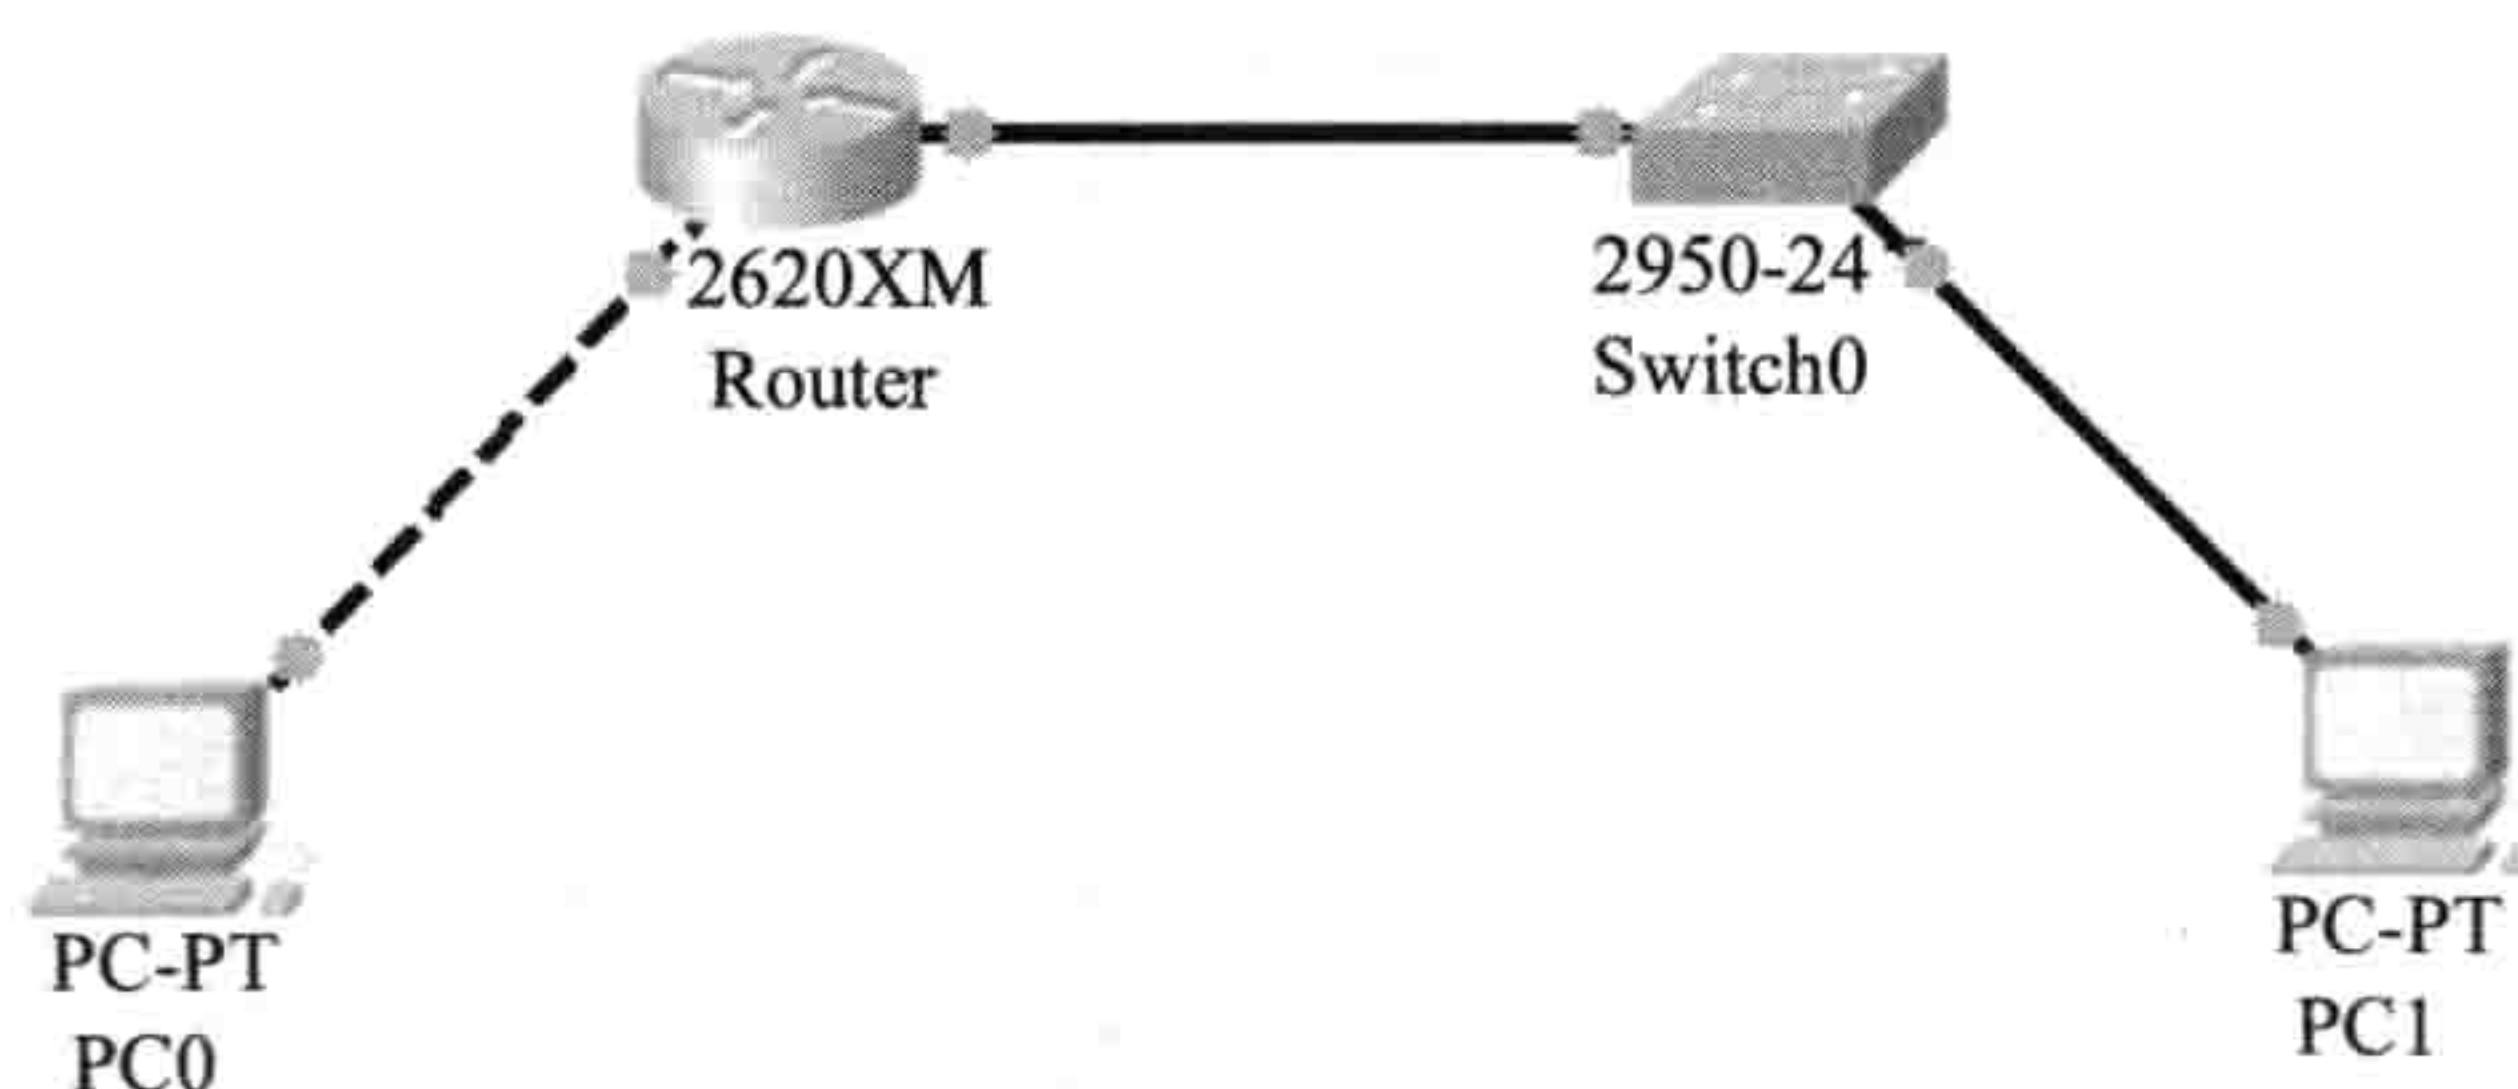 2620XM
Router
2950-24
Switch0
PC-PT
PC0
PC-PT
PC1